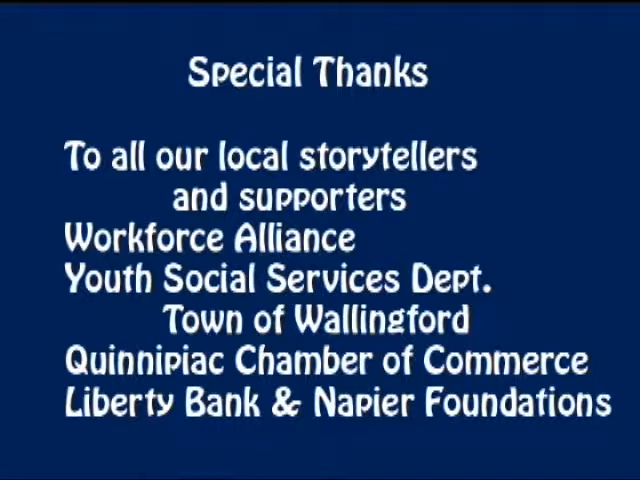 Special Thanks
To all our local storytellers
and supporters
Workforce Alliance
Youth Social Services Dept.
Town of Wallingford
Quinnipiac Chamber of Commerce
Liberty Bank & Napier Foundations